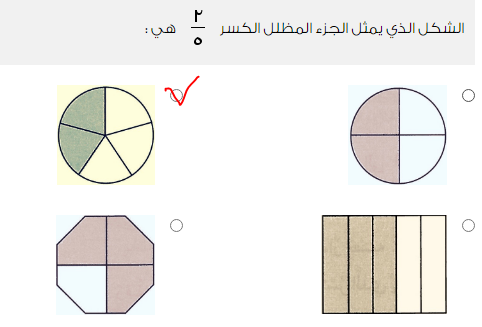 الشكل الذي يمثل الجزء المظلل الكسر ٢/٥ هي :